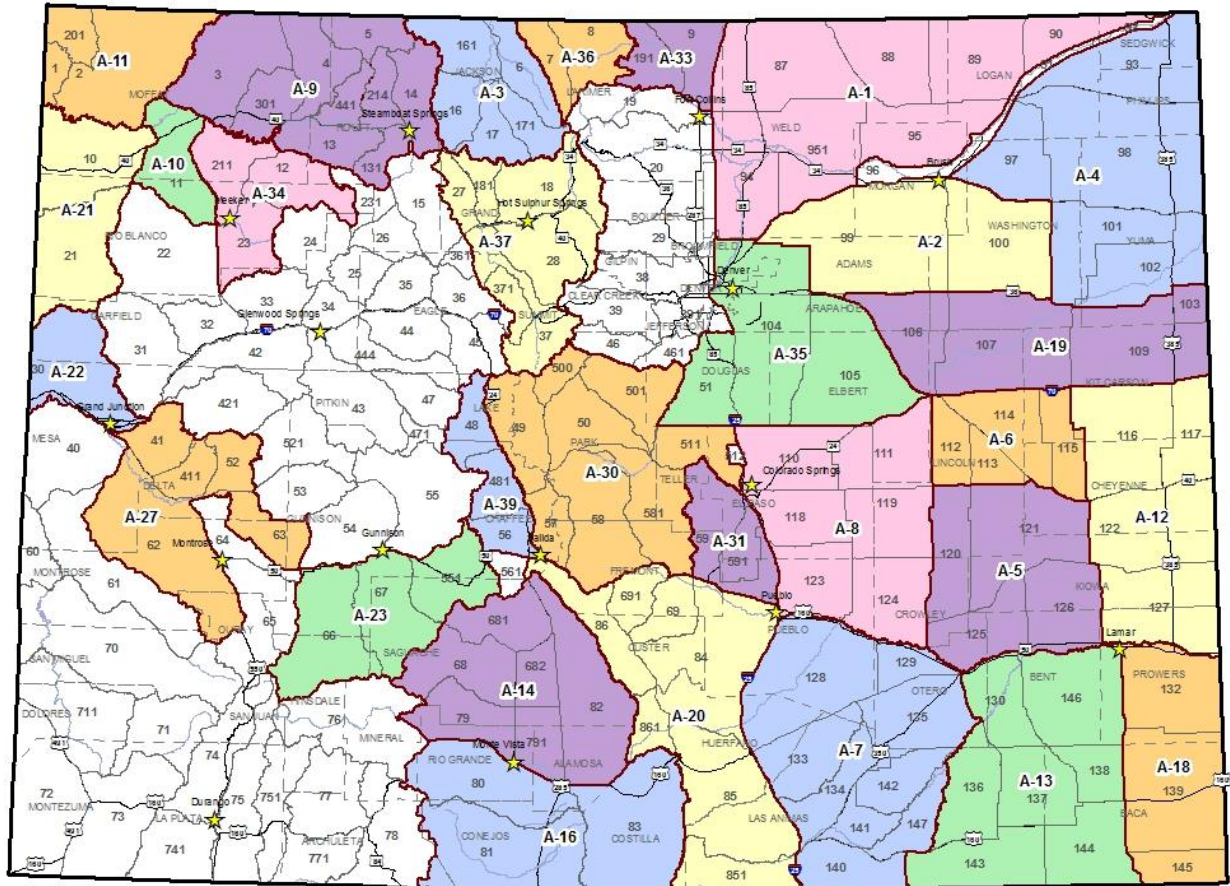 201
A-11
1
2
MOFFAT
3
A-9
4
5
301
441
214
14
Steamboat Springs
ROUTT
13
131
161
JACKSON
6
A-3
16
17
171
8
7
A-36
LARIMER
191
9
A-33
Fort Collins
19
20
87
88
89
90
LOGAN
A-1
WELD
951
95
94
SEDGWICK
93
PHILLIPS
97
98
A-4
96
Brush
MORGAN
101
YUMA
102
WASHINGTON
10
A-10
11
211
12
A-34
231
23
15
27
481
18
GRAND
Hot Sulphur Springs
A-37
28
371
SUMMIT
37
BOULDER
29
BROOMFIELD
GILPIN
38
CLEAR CREEK
39
JEFFERSON
46
461
DENVER
Denver
99
A-2
100
ADAMS
ARAPAHOE
104
A-35
51
DOUGLAS
105
ELBERT
A-21
21
RIO BLANCO
22
24
25
26
361
35
36
33
34
Glenwood Springs
GARFIELD
32
31
42
44
EAGLE
45
444
106
107
A-19
109
103
KIT CARSON
A-22
30
Grand Junction
MESA
40
41
421
PITKIN
43
47
471
521
LAKE
48
49
500
501
50
PARK
A-30
511
512
TELLER
581
58
57
110
111
Colorado Springs
EL PASO
118
119
A-8
123
124
CROWLEY
112
114
A-6
115
LINCOLN
113
116
117
CHEYENNE
A-12
122
127
411
52
DELTA
A-27
62
63
Montrose
64
53
GUNNISON
54
55
Gunnison
481
A-39
CHAFFEE
56
Salida
561
59
A-31
591
FREMONT
Pueblo
PUEBLO
121
120
A-5
KIOWA
126
125
Lamar
60
MONTROSE
61
65
OURAY
70
SAN MIGUEL
551
67
A-23
66
SAGUACHE
681
68
682
A-14
79
82
791
ALAMOSA
691
86
69
CUSTER
84
861
A-20
HUERFANO
85
851
128
129
OTERO
135
A-7
133
134
142
LAS ANIMAS
141
147
140
BENT
130
146
138
A-13
136
137
143
144
PROWERS
132
A-18
139
BACA
145
DOLORES
711
71
72
MONTEZUMA
73
74
SAN JUAN
HINSDALE
76
MINERAL
Durango
75
751
LA PLATA
741
77
ARCHULETA
771
78
Monte Vista
RIO GRANDE
80
CONEJOS
81
A-16
83
COSTILLA